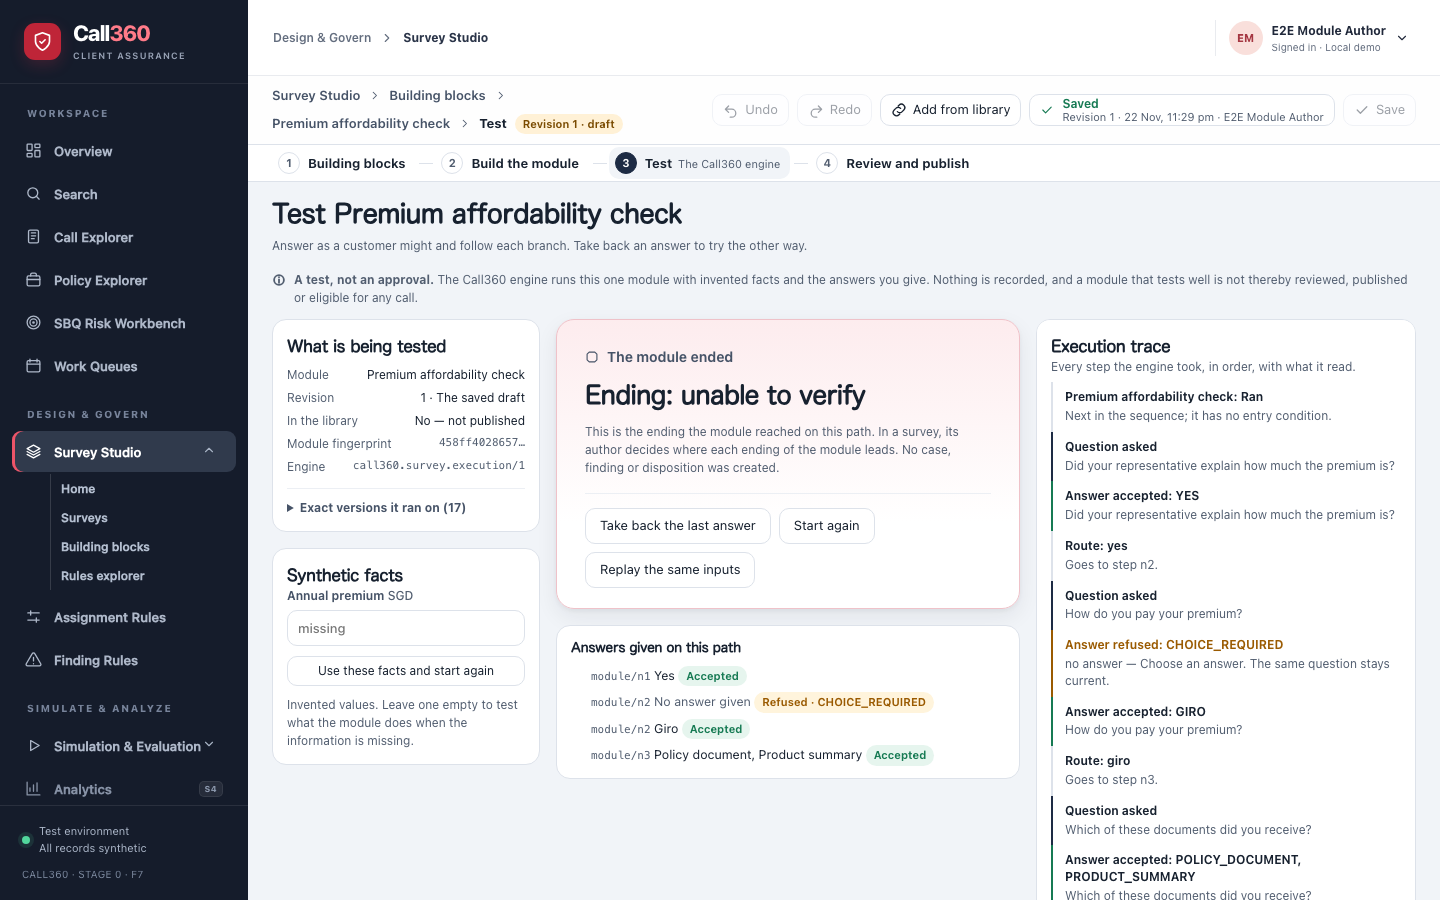 Call360
CLIENT ASSURANCE
WORKSPACE
Overview
Search
Call Explorer
Policy Explorer
SBQ Risk Workbench
Work Queues
DESIGN & GOVERN
Survey Studio
Home
Surveys
Building blocks
Rules explorer
Assignment Rules
Finding Rules
SIMULATE & ANALYZE
Simulation & Evaluation
Analytics S4
Test environment
All records synthetic
CALL360 · STAGE 0 · F7
Design & Govern > Survey Studio
EM
E2E Module Author
Signed in · Local demo
Survey Studio > Building blocks >
Premium affordability check > Test Revision 1 · draft
Undo
Redo
Add from library
Saved
Revision 1 · 22 Nov, 11:29 pm · E2E Module Author
Save
1 Building blocks
2 Build the module
3 Test The Call360 engine
4 Review and publish
Test Premium affordability check
Answer as a customer might and follow each branch. Take back an answer to try the other way.
A test, not an approval. The Call360 engine runs this one module with invented facts and the answers you give. Nothing is recorded, and a module that tests well is not thereby reviewed, published
or eligible for any call.
What is being tested
Module Premium affordability check
Revision 1 · The saved draft
In the library No — not published
Module fingerprint 458ff4028657…
Engine call360.survey.execution/1
Exact versions it ran on (17)
Synthetic facts
Annual premium SGD
missing
Use these facts and start again
Invented values. Leave one empty to test
what the module does when the
information is missing.
The module ended
Ending: unable to verify
This is the ending the module reached on this path. In a survey, its
author decides where each ending of the module leads. No case,
finding or disposition was created.
Take back the last answer
Start again
Replay the same inputs
Answers given on this path
module/n1 Yes Accepted
module/n2 No answer given Refused · CHOICE_REQUIRED
module/n2 Giro Accepted
module/n3 Policy document, Product summary Accepted
Execution trace
Every step the engine took, in order, with what it read.
Premium affordability check: Ran
Next in the sequence; it has no entry condition.
Question asked
Did your representative explain how much the premium is?
Answer accepted: YES
Did your representative explain how much the premium is?
Route: yes
Goes to step n2.
Question asked
How do you pay your premium?
Answer refused: CHOICE_REQUIRED
no answer — Choose an answer. The same question stays
current.
Answer accepted: GIRO
How do you pay your premium?
Route: giro
Goes to step n3.
Question asked
Which of these documents did you receive?
Answer accepted: POLICY_DOCUMENT,
PRODUCT_SUMMARY
Which of these documents did you receive?